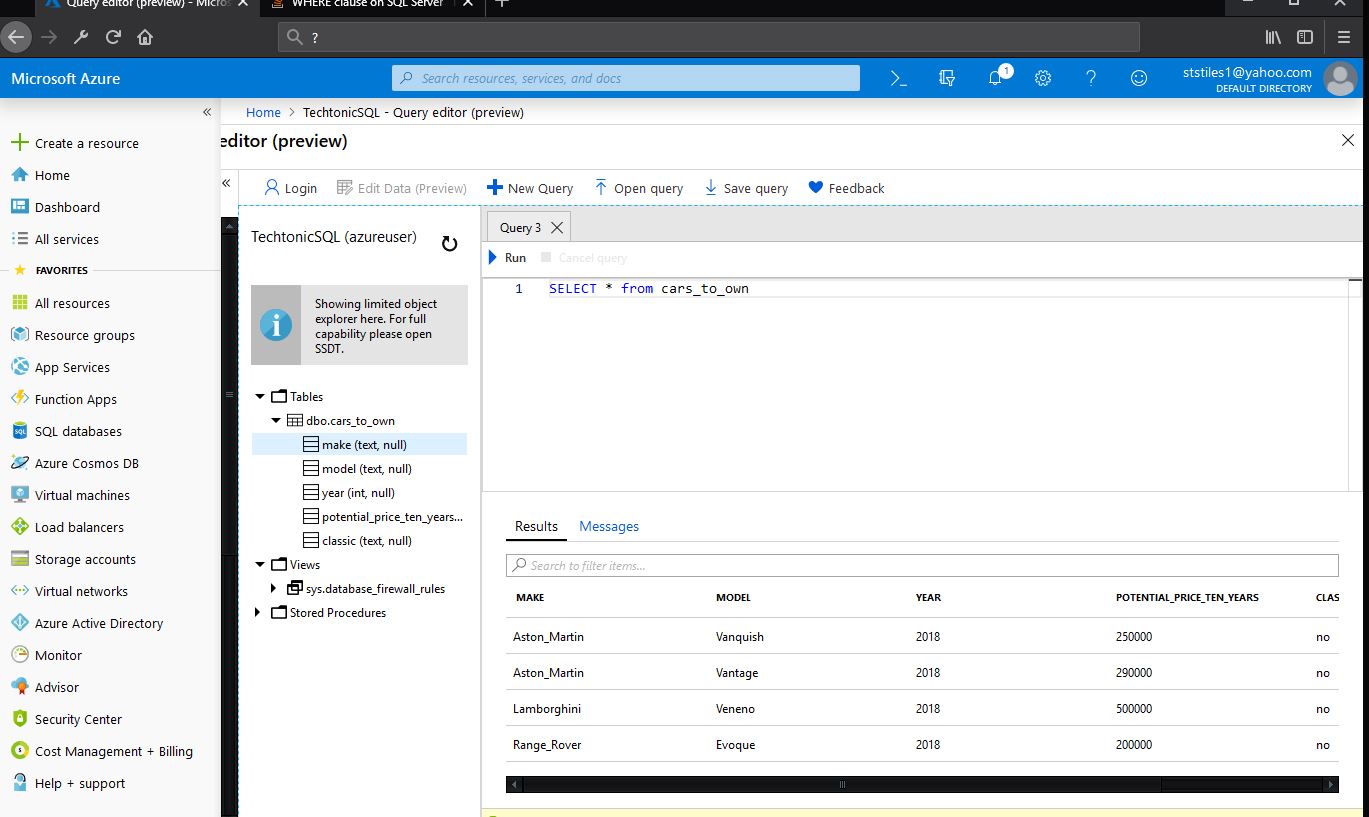 Query editor (preview) - Micros
WHERE clause on SQL Server
?
Microsoft Azure
Search resources, services, and docs
1
ststiles1@yahoo.com
DEFAULT DIRECTORY
Home > TechtonicSQL - Query editor (preview)
editor (preview)
Create a resource
Home
Dashboard
All services
FAVORITES
All resources
Resource groups
App Services
Function Apps
SQL databases
Azure Cosmos DB
Virtual machines
Load balancers
Storage accounts
Virtual networks
Azure Active Directory
Monitor
Advisor
Security Center
Cost Management + Billing
Help + support
Login Edit Data (Preview) New Query Open query Save query Feedback
TechtonicSQL (azureuser)
Showing limited object
explorer here. For full
capability please open
SSDT.
Tables
dbo.cars_to_own
make (text, null)
model (text, null)
year (int, null)
potential_price_ten_years...
classic (text, null)
Views
sys.database_firewall_rules
Stored Procedures
Query 3
Run Cancel query
1 SELECT * from cars_to_own
Results Messages
Search to filter items...
MAKE MODEL YEAR POTENTIAL_PRICE_TEN_YEARS CLAS
Aston_Martin Vanquish 2018 250000 no
Aston_Martin Vantage 2018 290000 no
Lamborghini Veneno 2018 500000 no
Range_Rover Evoque 2018 200000 no